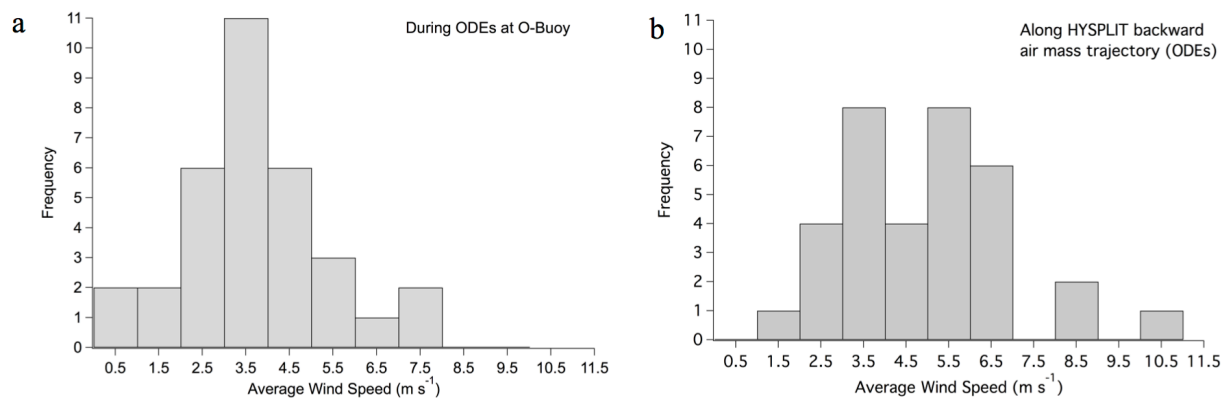 a
During ODEs at O-Buoy
11
10
9
8
7
6
5
4
3
2
1
0
Frequency
0.5 1.5 2.5 3.5 4.5 5.5 6.5 7.5 8.5 9.5 10.5 11.5
Average Wind Speed (m s⁻¹)
b
Along HYSPLIT backward
air mass trajectory (ODEs)
11
10
9
8
7
6
5
4
3
2
1
0
Frequency
0.5 1.5 2.5 3.5 4.5 5.5 6.5 7.5 8.5 9.5 10.5 11.5
Average Wind Speed (m s⁻¹)